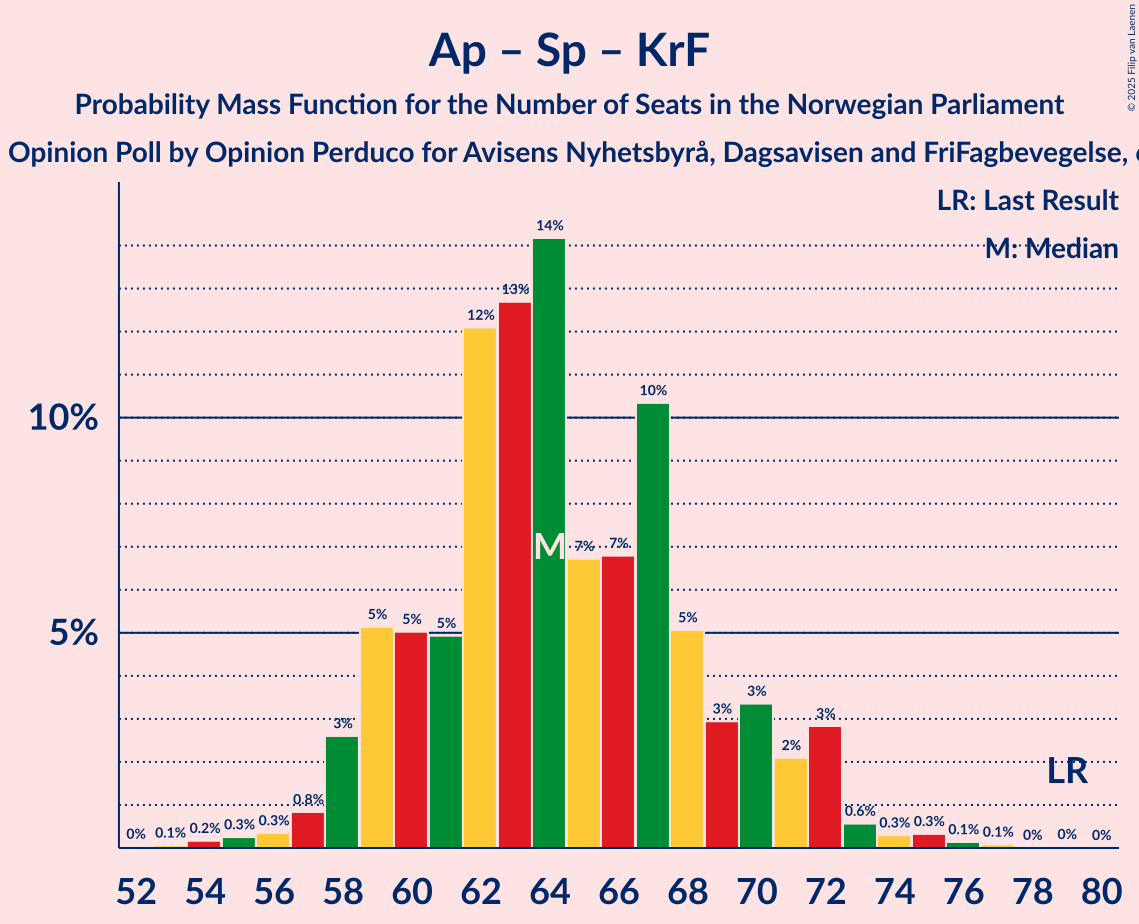 Ap – Sp – KrF
Probability Mass Function for the Number of Seats in the Norwegian Parliament
Opinion Poll by Opinion Perduco for Avisens Nyhetsbyrå, Dagsavisen and FriFagbevegelse,
© 2025 Filip van Laenen
LR: Last Result
M: Median
14%
13%
12%
10%
10%
M
7%
7%
5%
5%
5%
5%
5%
3%
3%
3%
3%
2%
LR
0.8%
0.6%
0% 0.1% 0.2% 0.3% 0.3%
0.3% 0.3% 0.1% 0.1% 0% 0% 0%
52 54 56 58 60 62 64 66 68 70 72 74 76 78 80